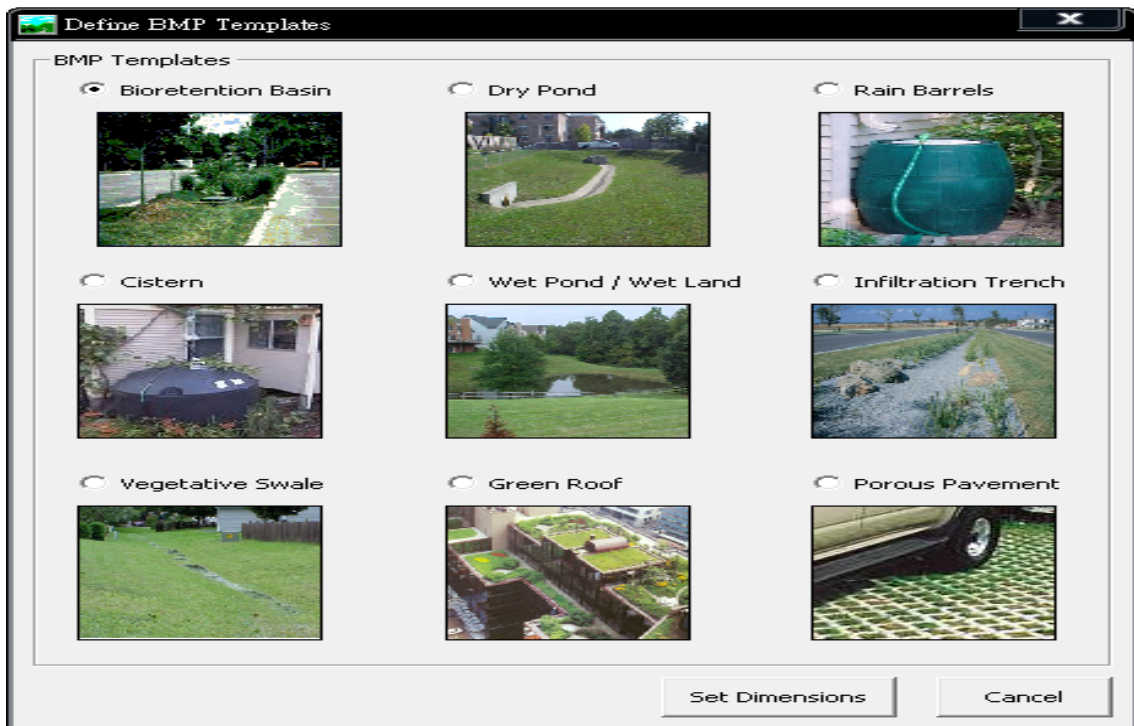 Define BMP Templates
BMP Templates
Bioretention Basin
Dry Pond
Rain Barrels
Cistern
Wet Pond / Wet Land
Infiltration Trench
Vegetative Swale
Green Roof
Porous Pavement
Set Dimensions
Cancel